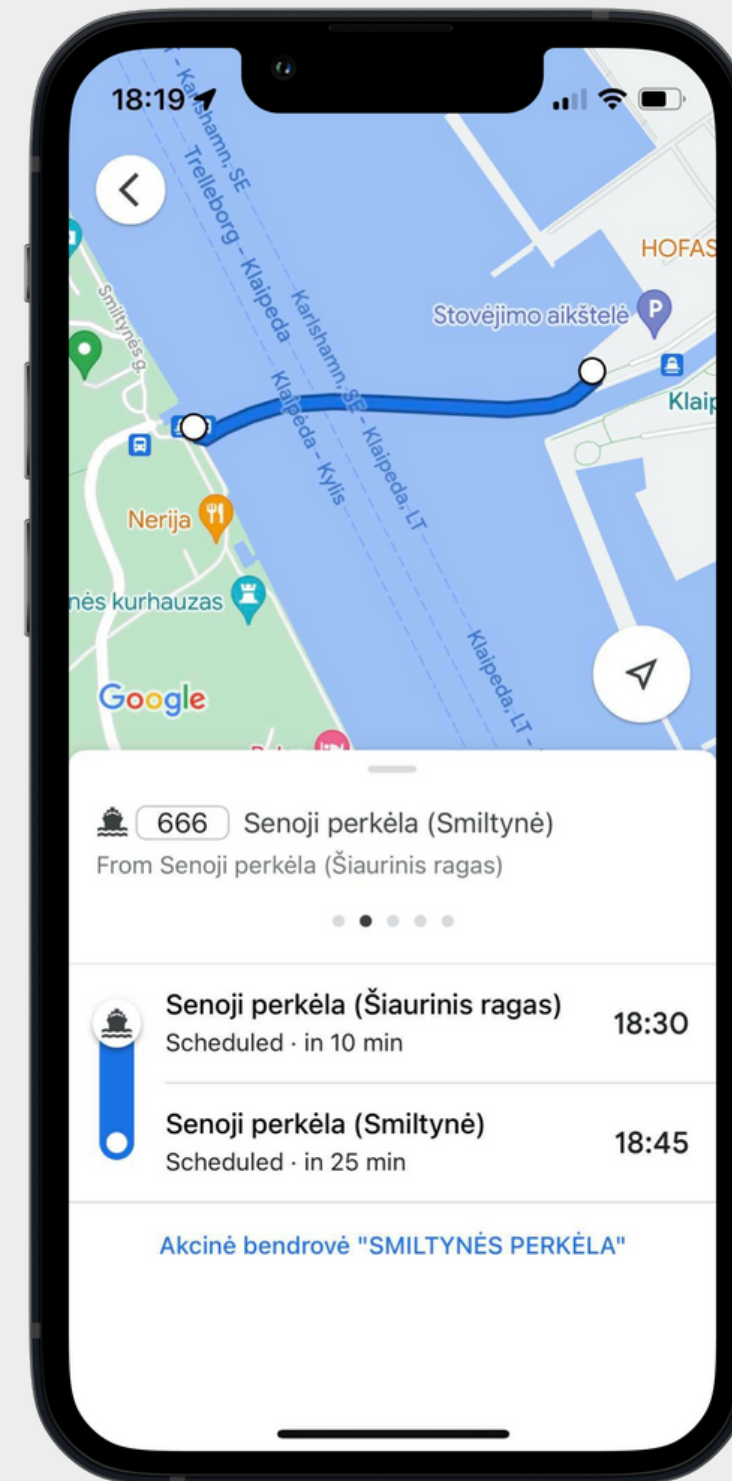 18:19
Karlshamn, SE
Trelleborg - Klaipeda
Karlshamn, SE - Klaipeda, LT
Klaipėda - Kylis
Klaipeda, LT -
Smiltynės g.
HOFAS
Stovėjimo aikštelė
P
Klaip
Nerija
nės kurhauzas
Google
666 Senoji perkėla (Smiltynė)
From Senoji perkėla (Šiaurinis ragas)
Senoji perkėla (Šiaurinis ragas) 18:30
Scheduled · in 10 min
Senoji perkėla (Smiltynė) 18:45
Scheduled · in 25 min
Akcinė bendrovė "SMILTYNĖS PERKĖLA"